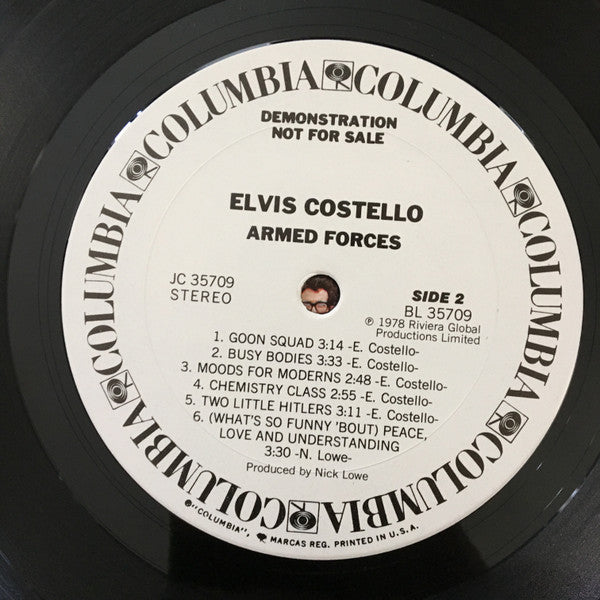 COLUMBIA COLUMBIA COLUMBIA COLUMBIA COLUMBIA COLUMBIA
DEMONSTRATION
NOT FOR SALE
ELVIS COSTELLO
ARMED FORCES
JC 35709
STEREO
SIDE 2
BL 35709
℗ 1978 Riviera Global
Productions Limited
1. GOON SQUAD 3:14 -E. Costello-
2. BUSY BODIES 3:33 -E. Costello-
3. MOODS FOR MODERNS 2:48 -E. Costello-
4. CHEMISTRY CLASS 2:55 -E. Costello-
5. TWO LITTLE HITLERS 3:11 -E. Costello-
6. (WHAT'S SO FUNNY 'BOUT) PEACE,
LOVE AND UNDERSTANDING
3:30 -N. Lowe-
Produced by Nick Lowe
®"COLUMBIA", MARCAS REG. PRINTED IN U.S.A.